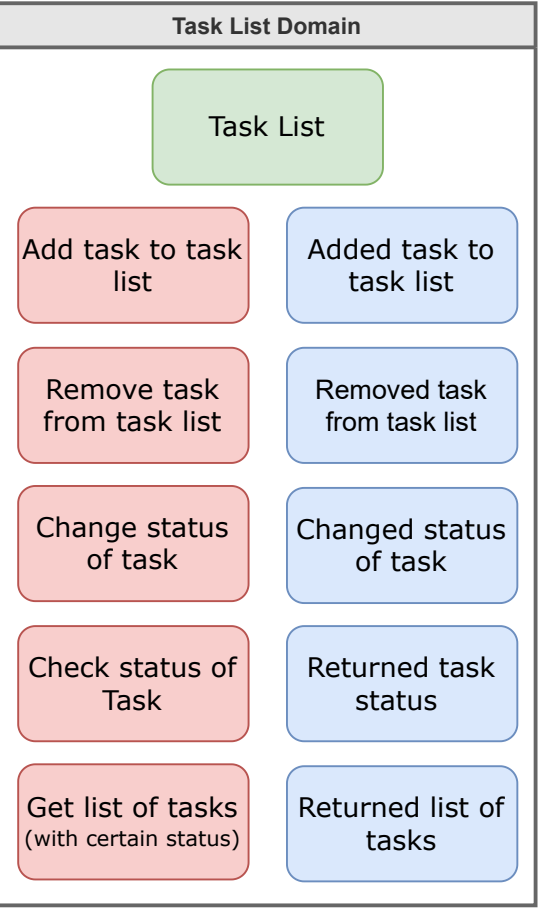 Task List Domain
Task List
Add task to task
list
Added task to
task list
Remove task
from task list
Removed task
from task list
Change status
of task
Changed status
of task
Check status of
Task
Returned task
status
Get list of tasks
(with certain status)
Returned list of
tasks